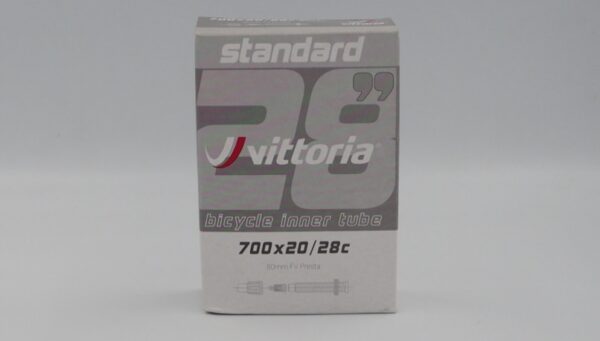 standard
28”
vittoria
bicycle inner tube
700x20/28c
80mm FV Presta